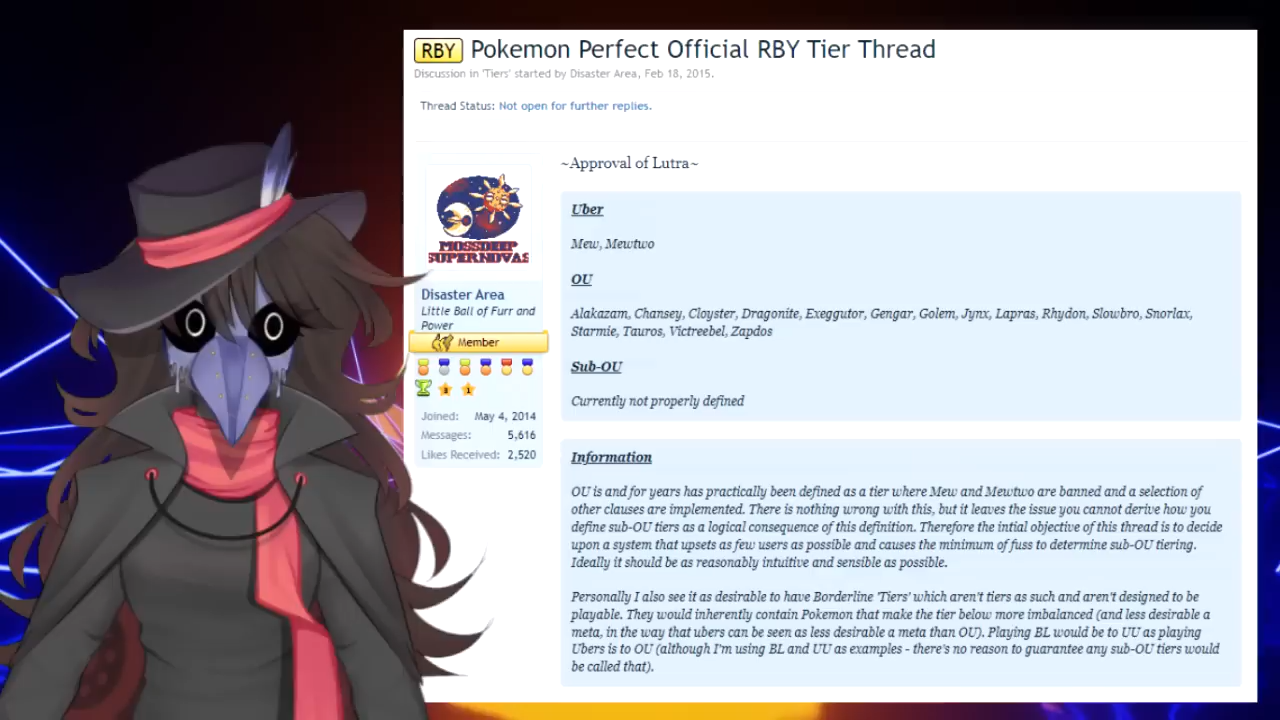 RBY Pokemon Perfect Official RBY Tier Thread
Discussion in 'Tiers' started by Disaster Area, Feb 18, 2015.
Thread Status: Not open for further replies.
MOSSDEEP
SUPERNOVAS
Disaster Area
Little Ball of Furr and
Power
Member
3 1
Joined: May 4, 2014
Messages: 5,616
Likes Received: 2,520
~Approval of Lutra~
Uber
Mew, Mewtwo
OU
Alakazam, Chansey, Cloyster, Dragonite, Exeggutor, Gengar, Golem, Jynx, Lapras, Rhydon, Slowbro, Snorlax,
Starmie, Tauros, Victreebel, Zapdos
Sub-OU
Currently not properly defined
Information
OU is and for years has practically been defined as a tier where Mew and Mewtwo are banned and a selection of
other clauses are implemented. There is nothing wrong with this, but it leaves the issue you cannot derive how you
define sub-OU tiers as a logical consequence of this definition. Therefore the intial objective of this thread is to decide
upon a system that upsets as few users as possible and causes the minimum of fuss to determine sub-OU tiering.
Ideally it should be as reasonably intuitive and sensible as possible.
Personally I also see it as desirable to have Borderline 'Tiers' which aren't tiers as such and aren't designed to be
playable. They would inherently contain Pokemon that make the tier below more imbalanced (and less desirable a
meta, in the way that ubers can be seen as less desirable a meta than OU). Playing BL would be to UU as playing
Ubers is to OU (although I'm using BL and UU as examples - there's no reason to guarantee any sub-OU tiers would
be called that).